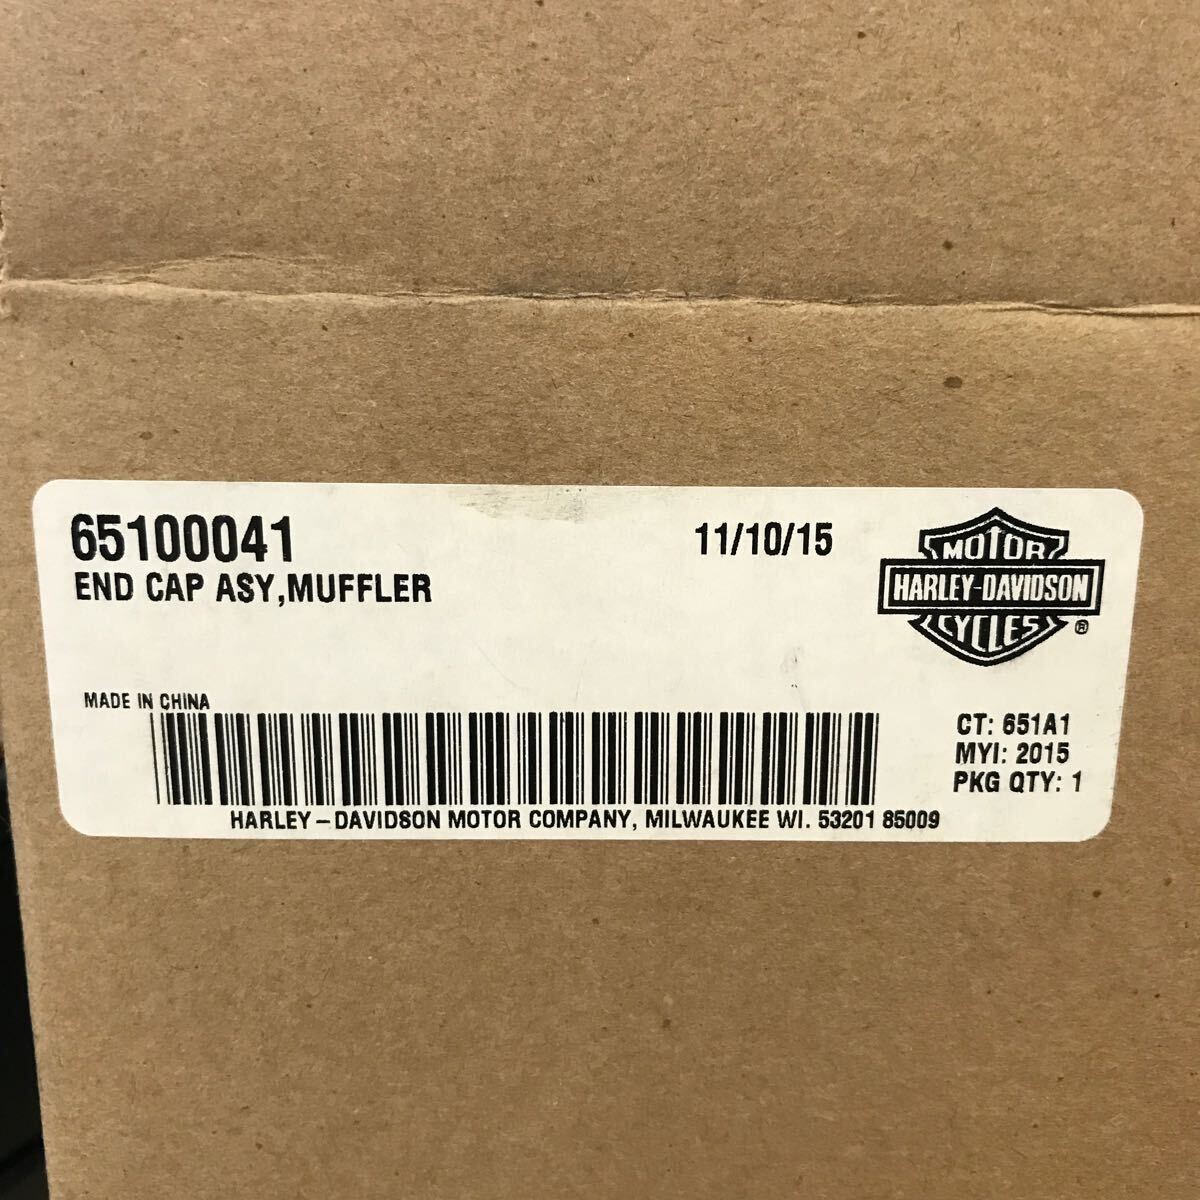 65100041
11/10/15
END CAP ASY,MUFFLER
MOTOR
HARLEY-DAVIDSON
CYCLES
®
MADE IN CHINA
CT: 651A1
MYI: 2015
PKG QTY: 1
HARLEY-DAVIDSON MOTOR COMPANY, MILWAUKEE WI. 53201 85009